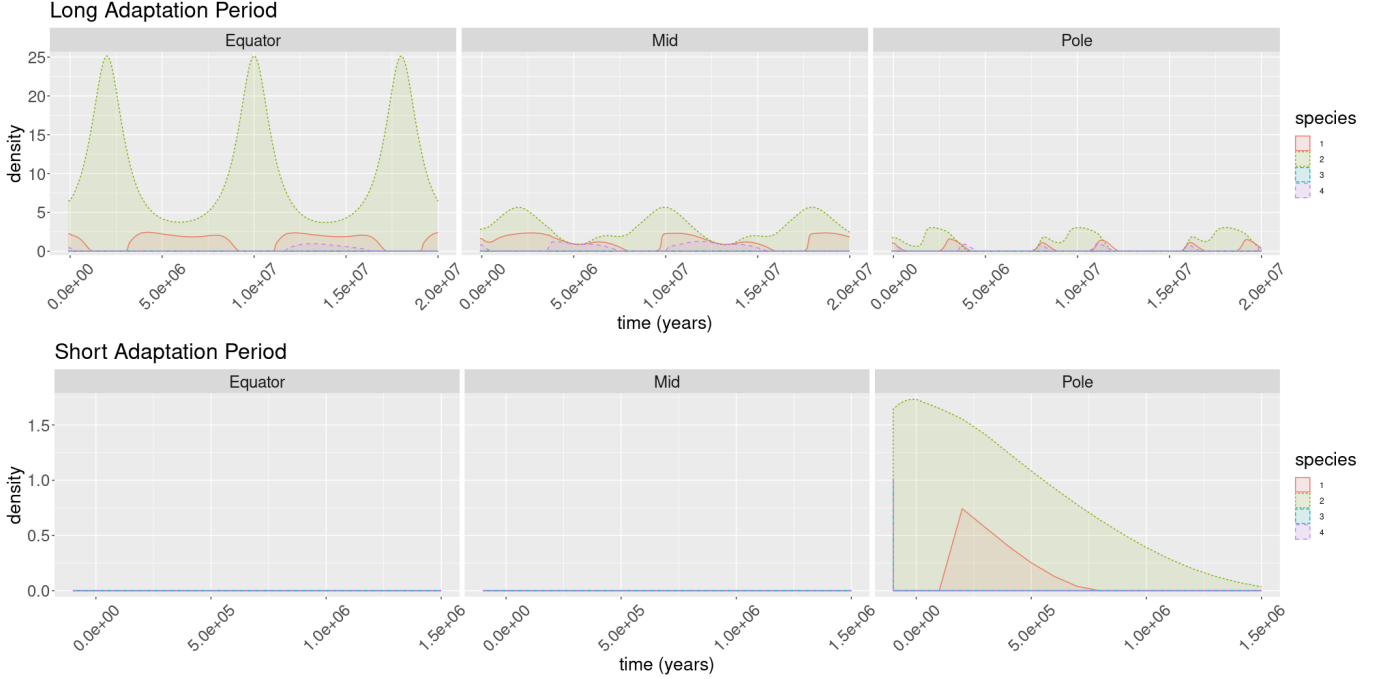 Long Adaptation Period
Equator
Mid
Pole
density
25
20
15
10
5
0
0.0e+00
5.0e+06
1.0e+07
1.5e+07
2.0e+07
0.0e+00
5.0e+06
1.0e+07
1.5e+07
2.0e+07
0.0e+00
5.0e+06
1.0e+07
1.5e+07
2.0e+07
time (years)
species
1
2
3
4
Short Adaptation Period
Equator
Mid
Pole
density
1.5
1.0
0.5
0.0
0.0e+00
5.0e+05
1.0e+06
1.5e+06
0.0e+00
5.0e+05
1.0e+06
1.5e+06
0.0e+00
5.0e+05
1.0e+06
1.5e+06
time (years)
species
1
2
3
4